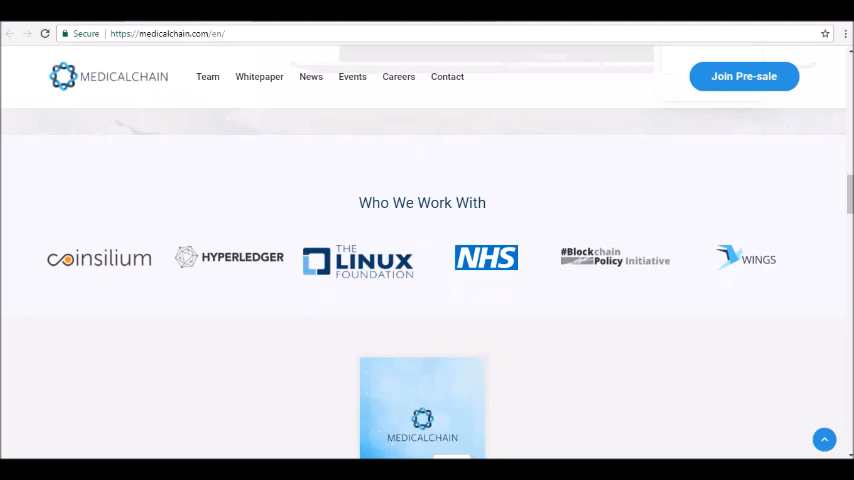 Secure https://medicalchain.com/en/
MEDICALCHAIN Team Whitepaper News Events Careers Contact Join Pre-sale
Who We Work With
coinsilium HYPERLEDGER THE LINUX FOUNDATION NHS #Blockchain Policy Initiative WINGS
MEDICALCHAIN